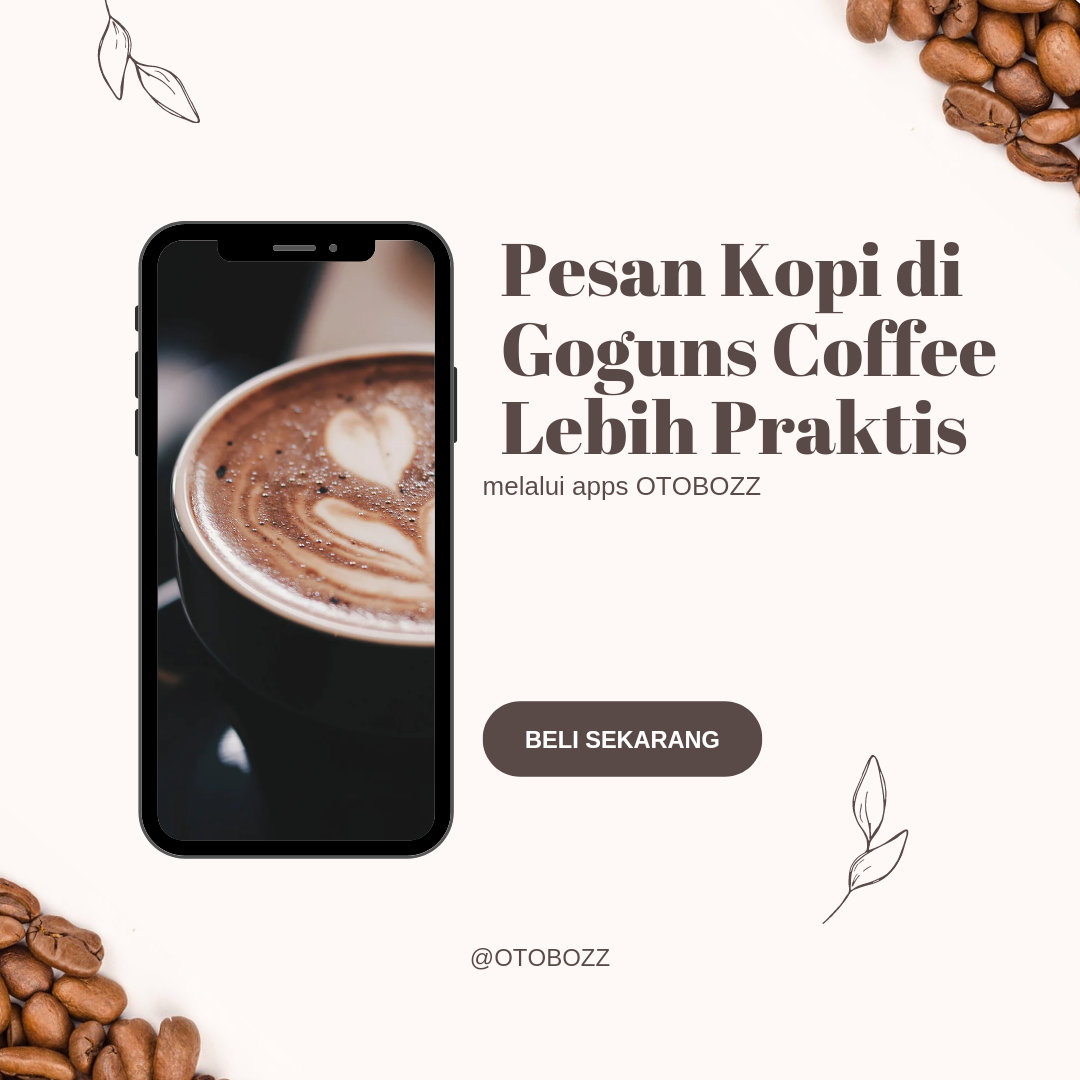 Pesan Kopi di
Goguns Coffee
Lebih Praktis
melalui apps OTOBOZZ
BELI SEKARANG
@OTOBOZZ